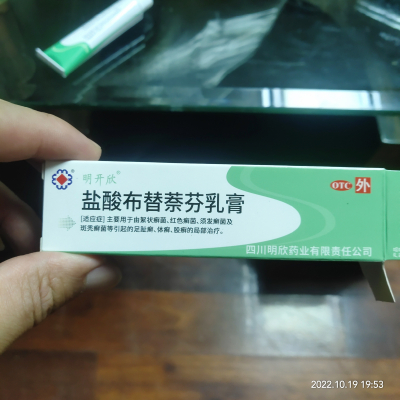 明开欣®
盐酸布替萘芬乳膏
[适应症]主要用于由絮状癣菌、红色癣菌、须发癣菌及
斑秃癣菌等引起的足趾癣、体癣、股癣的局部治疗。
OTC 外
四川明欣药业有限责任公司
2022.10.19 19:53